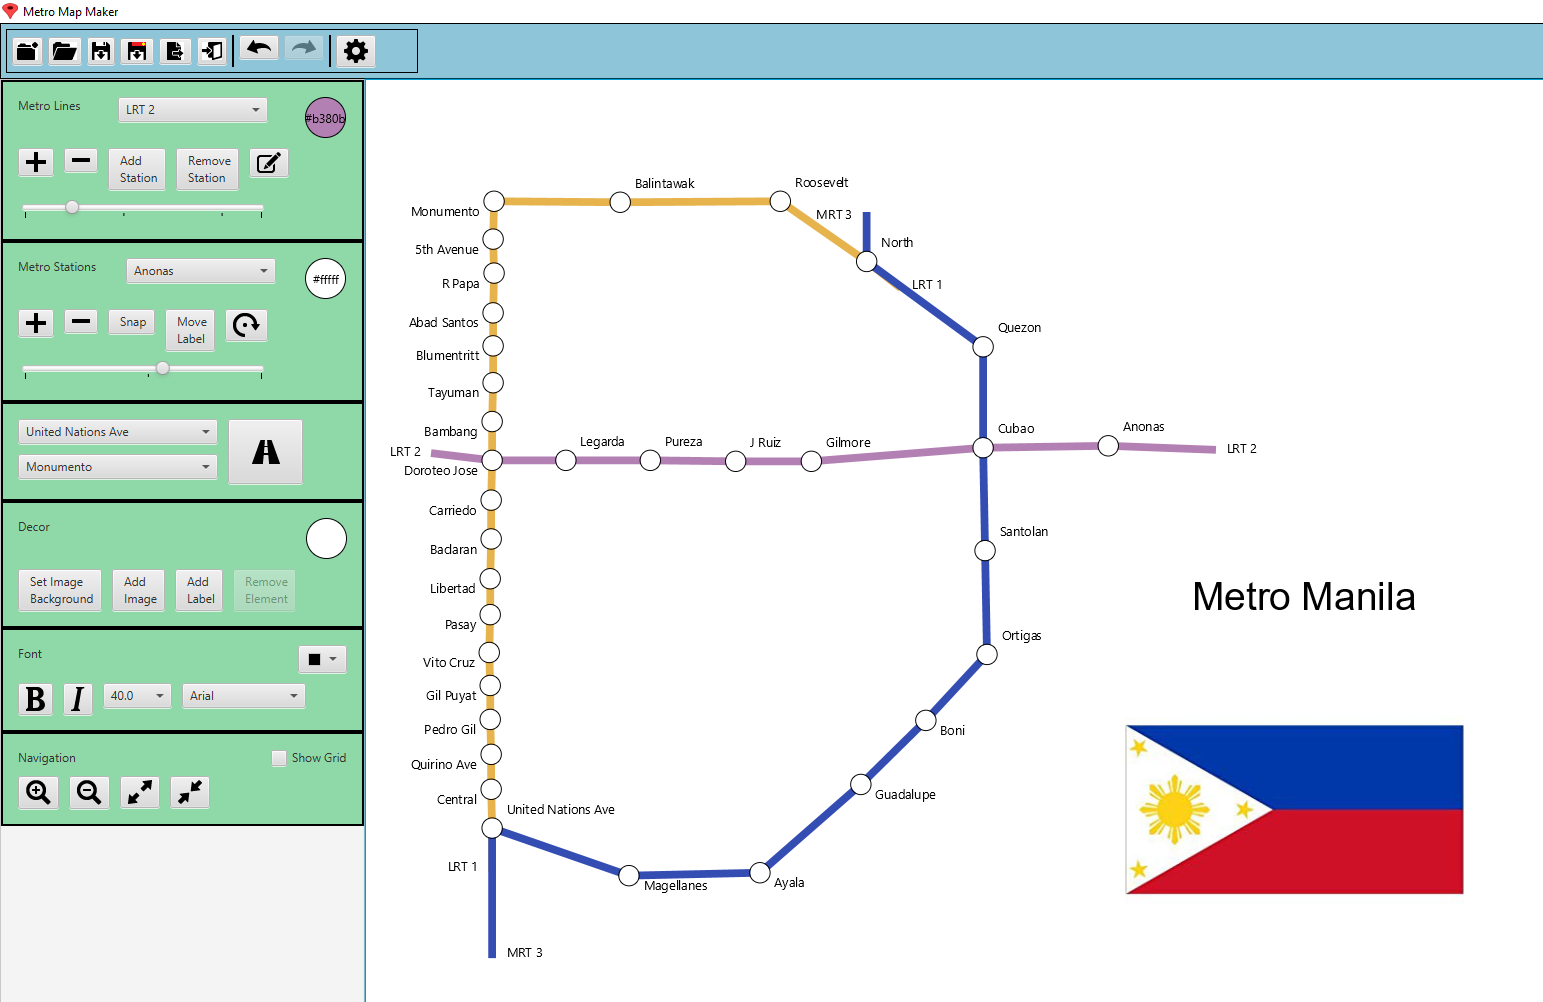 Metro Map Maker
Metro Lines
LRT 2
#b380b
Add
Station
Remove
Station
Metro Stations
Anonas
#fffff
Snap
Move
Label
United Nations Ave
Monumento
Decor
Set Image
Background
Add
Image
Add
Label
Remove
Element
Font
B
I
40.0
Arial
Navigation
Show Grid
Balintawak
Roosevelt
Monumento
MRT 3
5th Avenue
North
R Papa
LRT 1
Abad Santos
Quezon
Blumentritt
Tayuman
Bambang
Legarda
Pureza
J Ruiz
Gilmore
Cubao
Anonas
LRT 2
LRT 2
Doroteo Jose
Carriedo
Santolan
Badaran
Libertad
Metro Manila
Pasay
Ortigas
Vito Cruz
Gil Puyat
Pedro Gil
Boni
Quirino Ave
Guadalupe
Central
United Nations Ave
LRT 1
Magellanes
Ayala
MRT 3